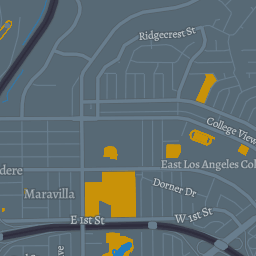 Ridgecrest St
College View
East Los Angeles Col
dere
Dorner Dr
Maravilla
E 1st St
W 1st St